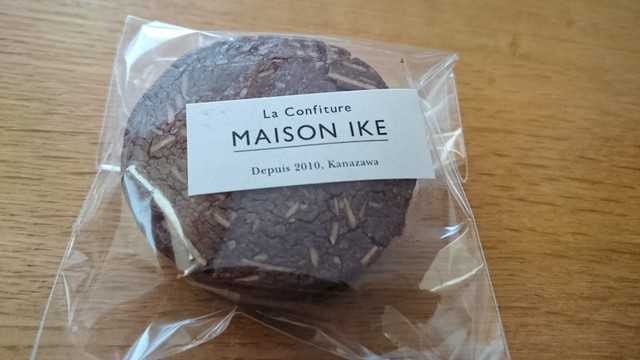 La Confiture
MAISON IKE
Depuis 2010, Kanazawa